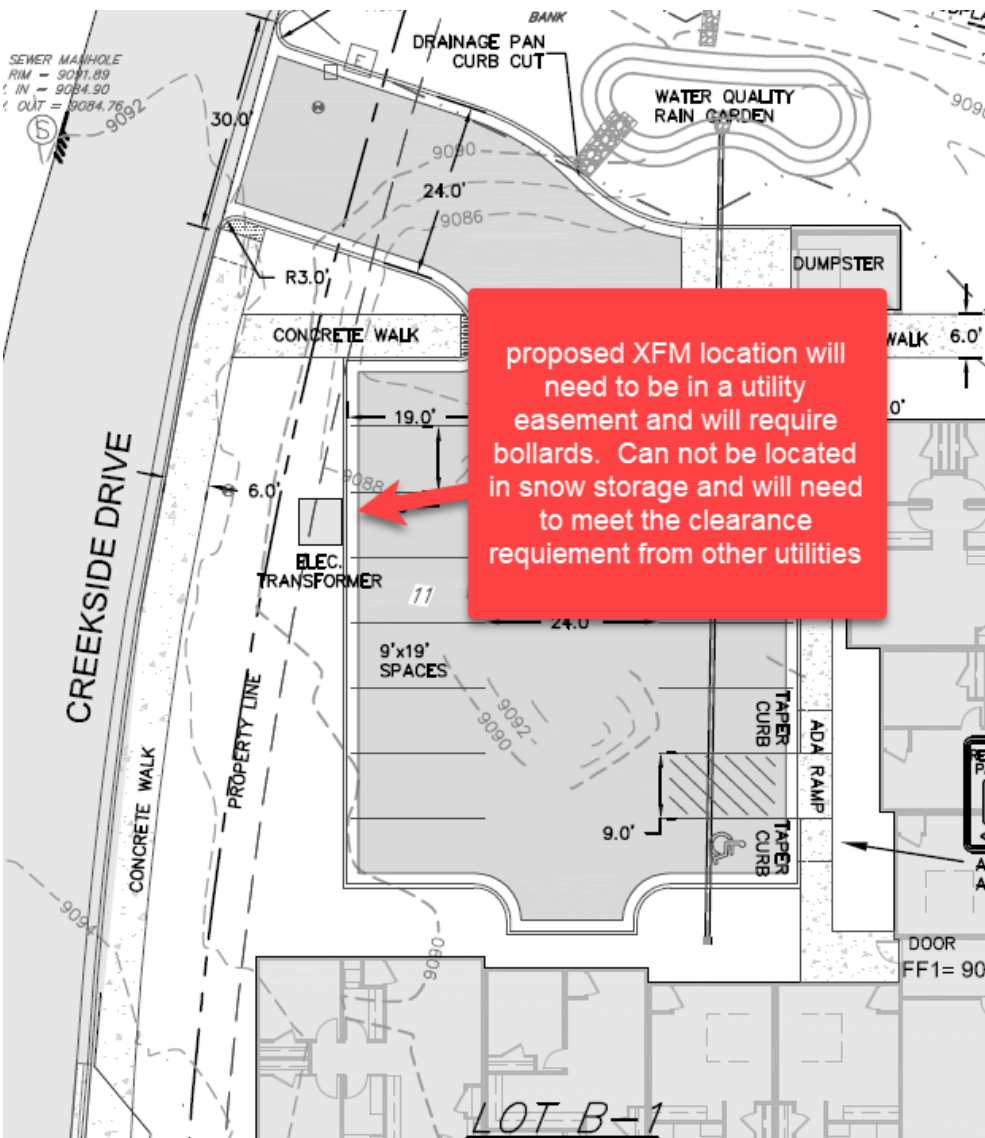 BANK
DRAINAGE PAN
CURB CUT
SEWER MANHOLE
RIM = 9091.89
IN = 9084.90
OUT = 9084.76
S
9092
30.0'
E
WATER QUALITY
RAIN GARDEN
9090
9090
24.0'
9086
R3.0'
DUMPSTER
CONCRETE WALK
WALK
6.0'
proposed XFM location will
need to be in a utility
easement and will require
bollards. Can not be located
in snow storage and will need
to meet the clearance
requiement from other utilities
19.0'
.0'
9088
6.0'
ELEC.
TRANSFORMER
11
24.0
9'x19'
SPACES
CREEKSIDE DRIVE
PROPERTY LINE
CONCRETE WALK
9092
9090
TAPER
CURB
ADA RAMP
9.0'
TAPER
CURB
A
A
9094
9090
DOOR
FF1= 90
LOT B-1